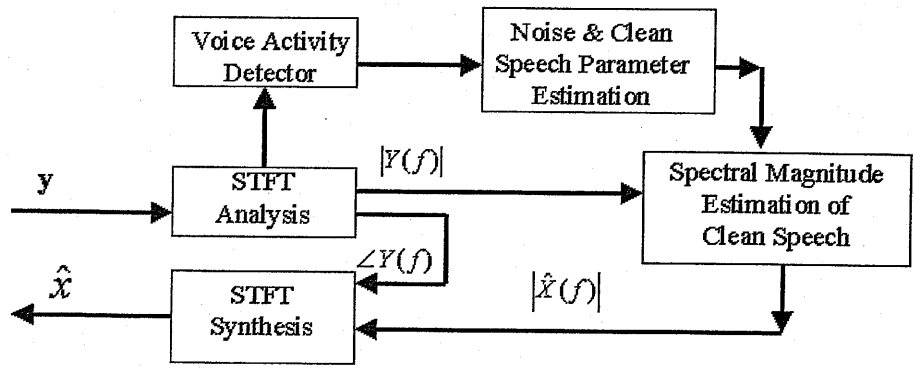 Voice Activity
Detector
Noise & Clean
Speech Parameter
Estimation
y
STFT
Analysis
|Y(f)|
Spectral Magnitude
Estimation of
Clean Speech
∠Y(f)
x̂
STFT
Synthesis
|X̂(f)|